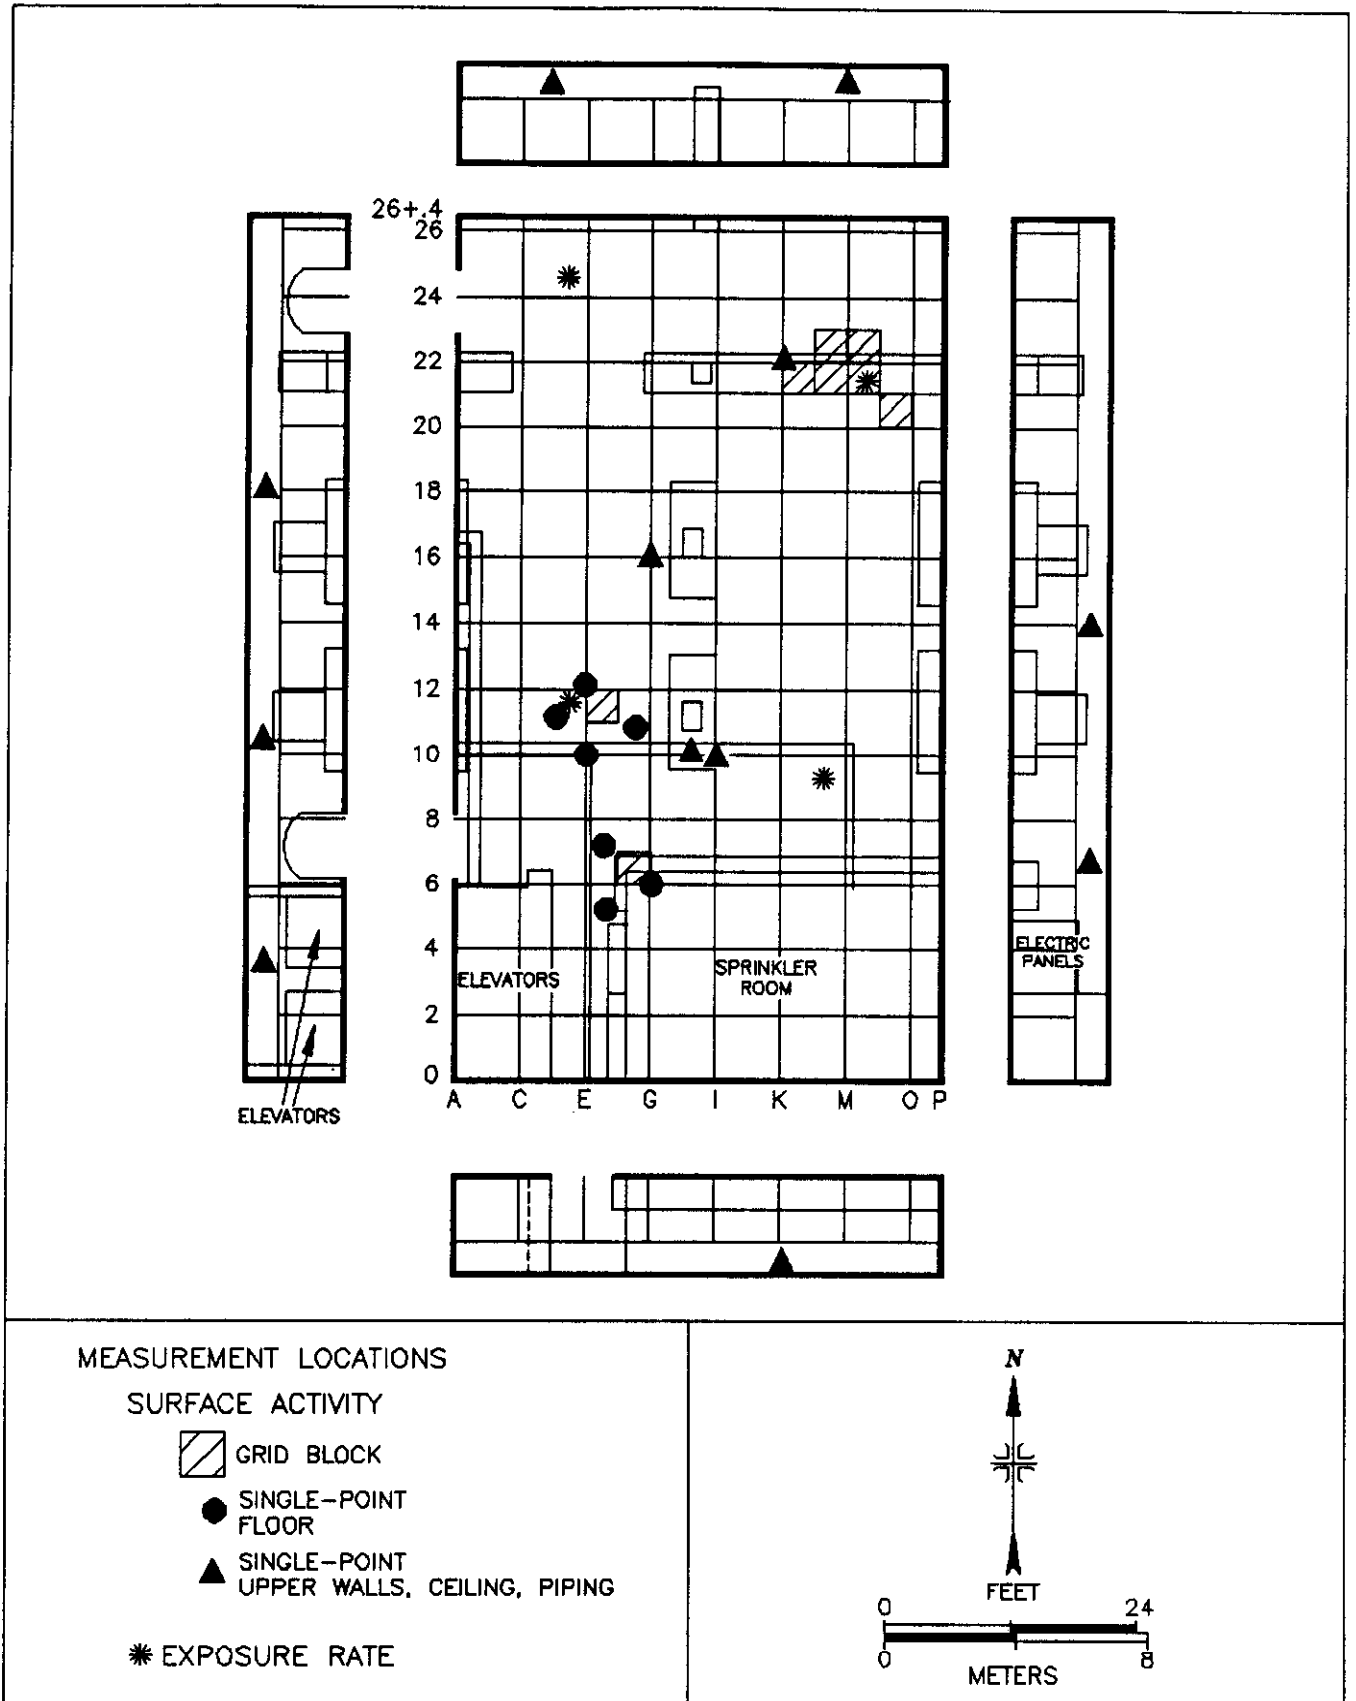 26+.4
26
24
22
20
18
16
14
12
10
8
6
4
2
0
A C E G I K M O P
ELEVATORS
SPRINKLER
ROOM
ELECTRIC
PANELS
ELEVATORS
MEASUREMENT LOCATIONS
SURFACE ACTIVITY
GRID BLOCK
SINGLE-POINT
FLOOR
SINGLE-POINT
UPPER WALLS, CEILING, PIPING
EXPOSURE RATE
N
FEET
0 24
0 8
METERS